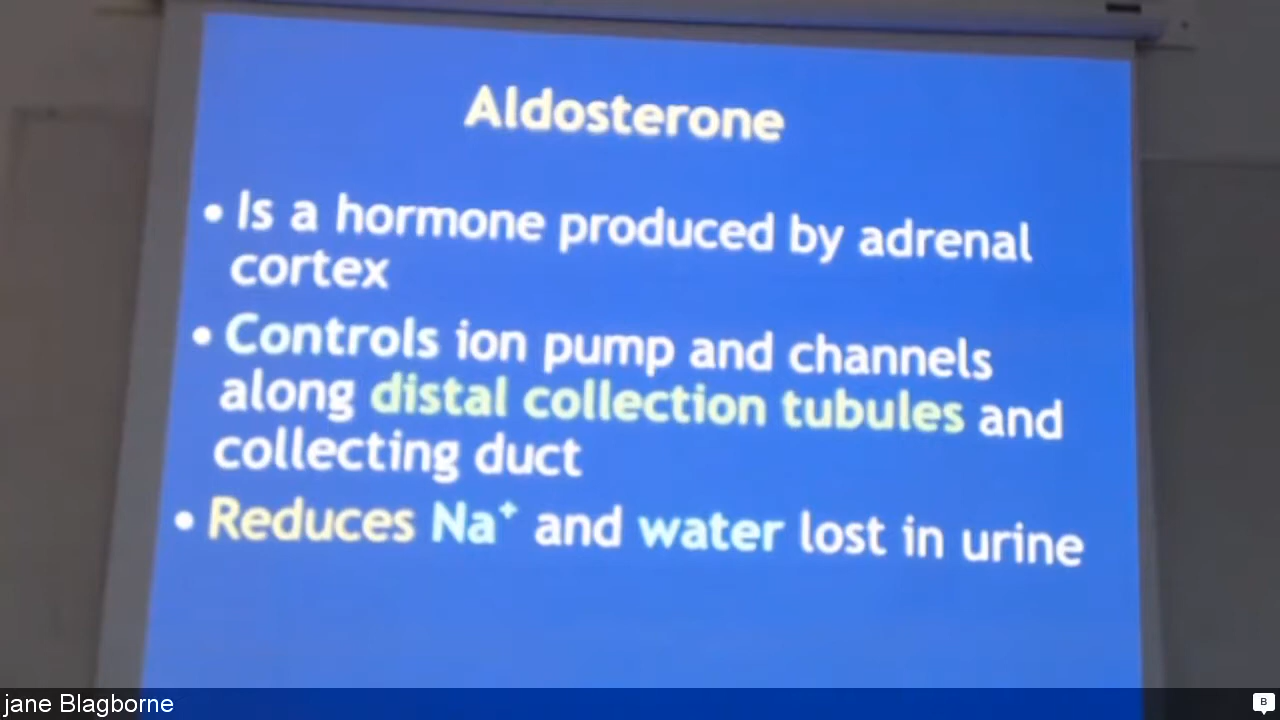 Aldosterone
• Is a hormone produced by adrenal
cortex
• Controls ion pump and channels
along distal collection tubules and
collecting duct
• Reduces Na⁺ and water lost in urine
jane Blagborne
B